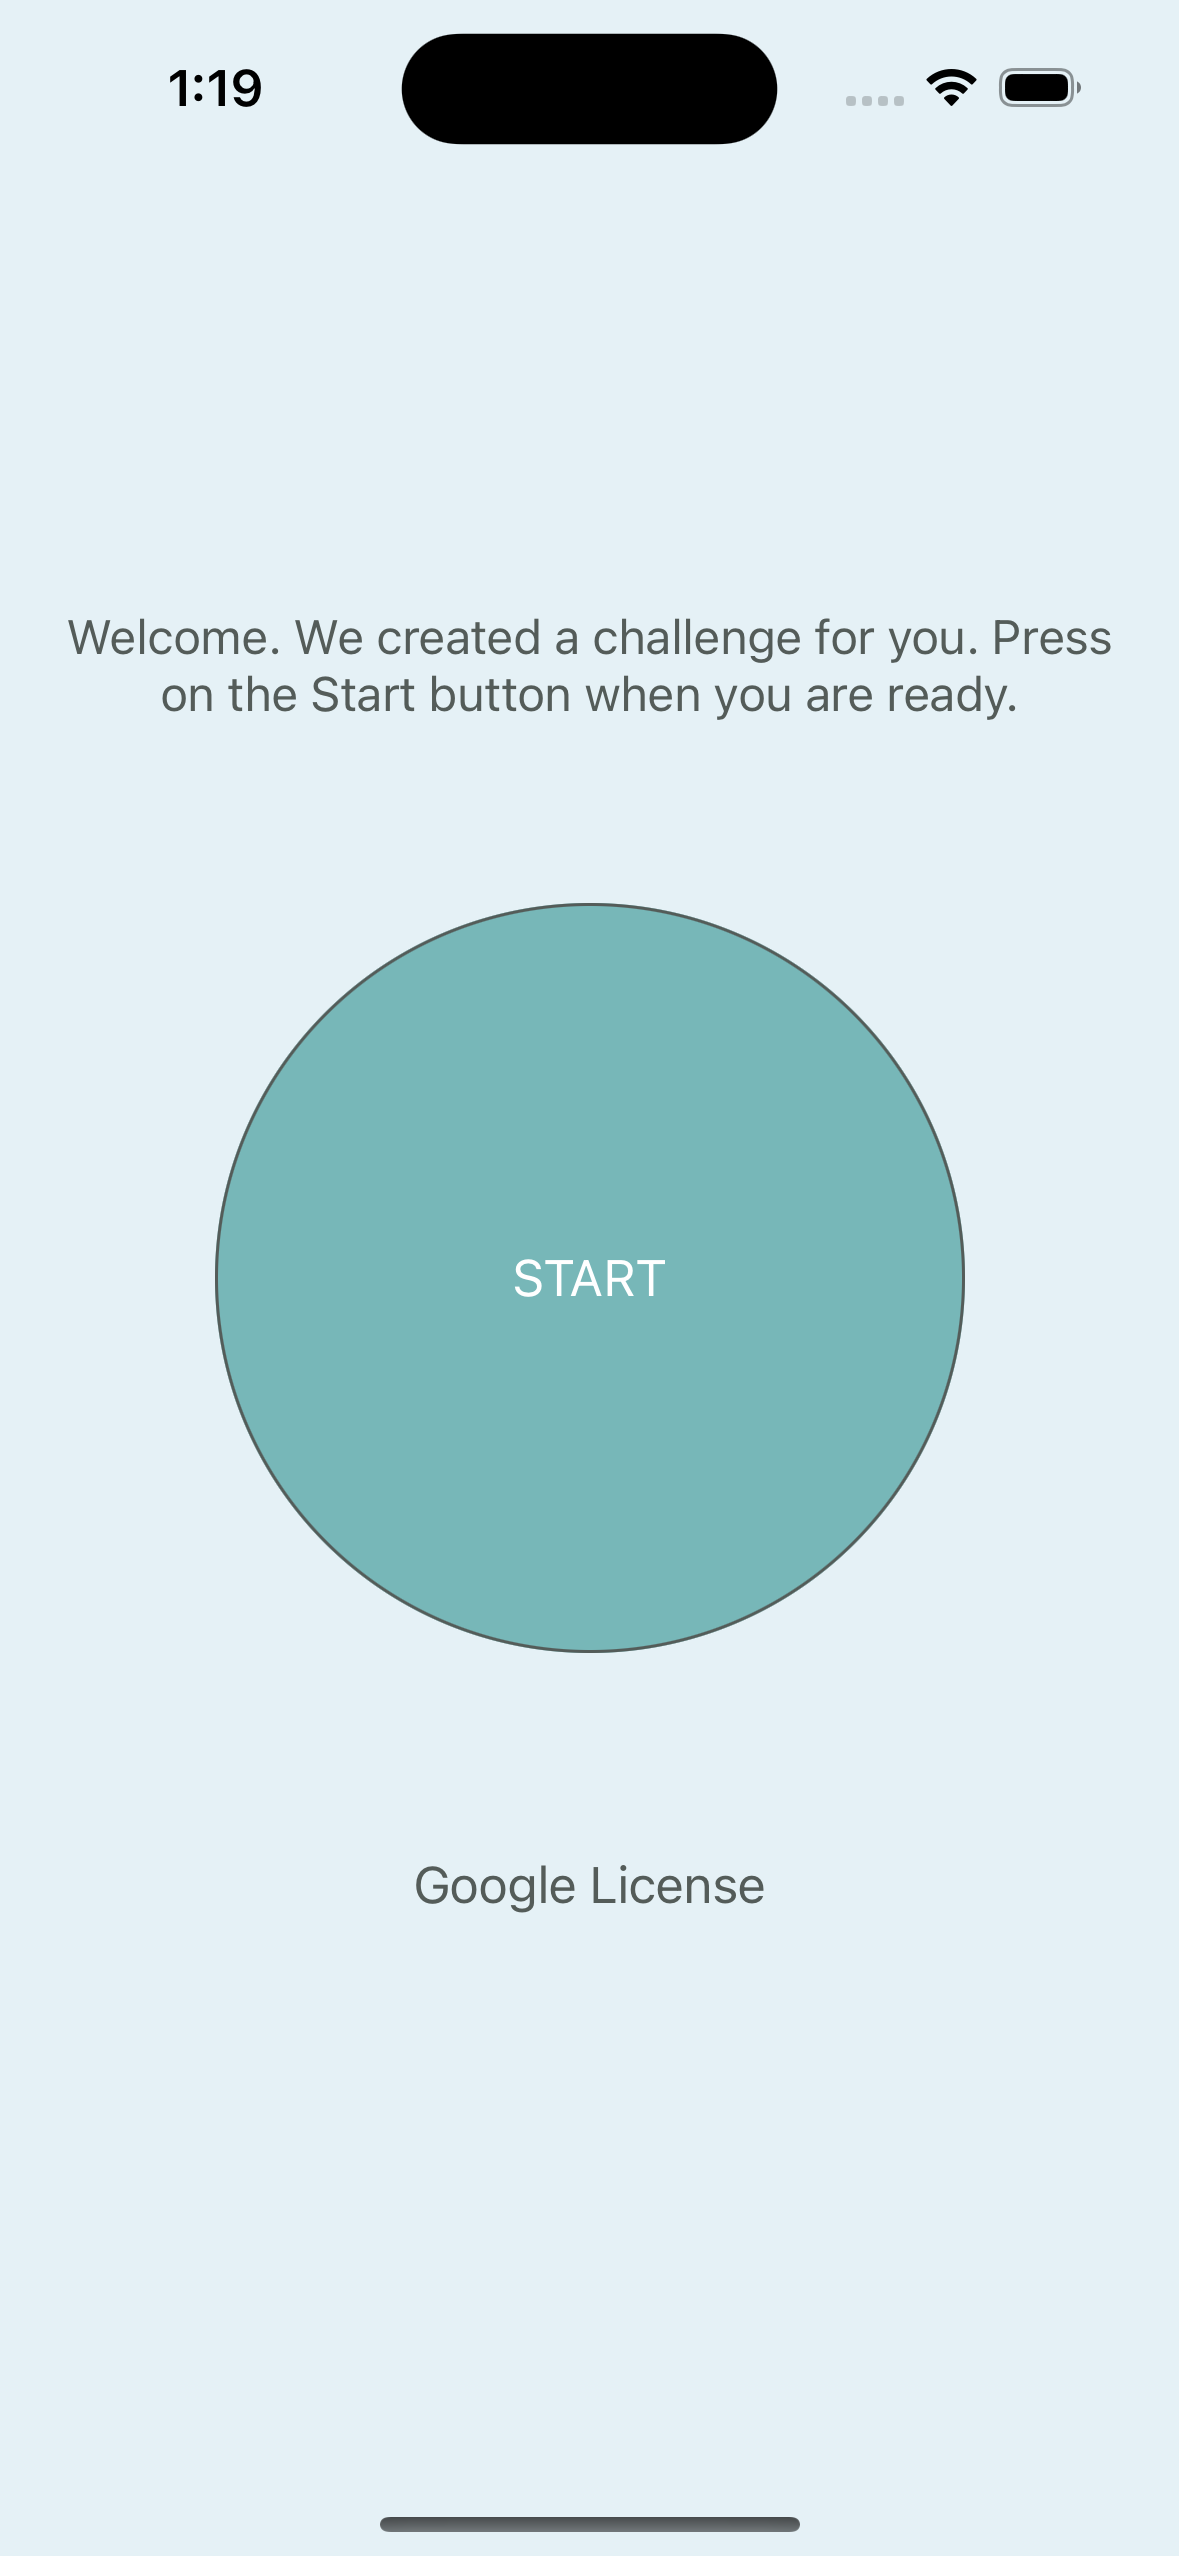 1:19
Welcome. We created a challenge for you. Press
on the Start button when you are ready.
START
Google License